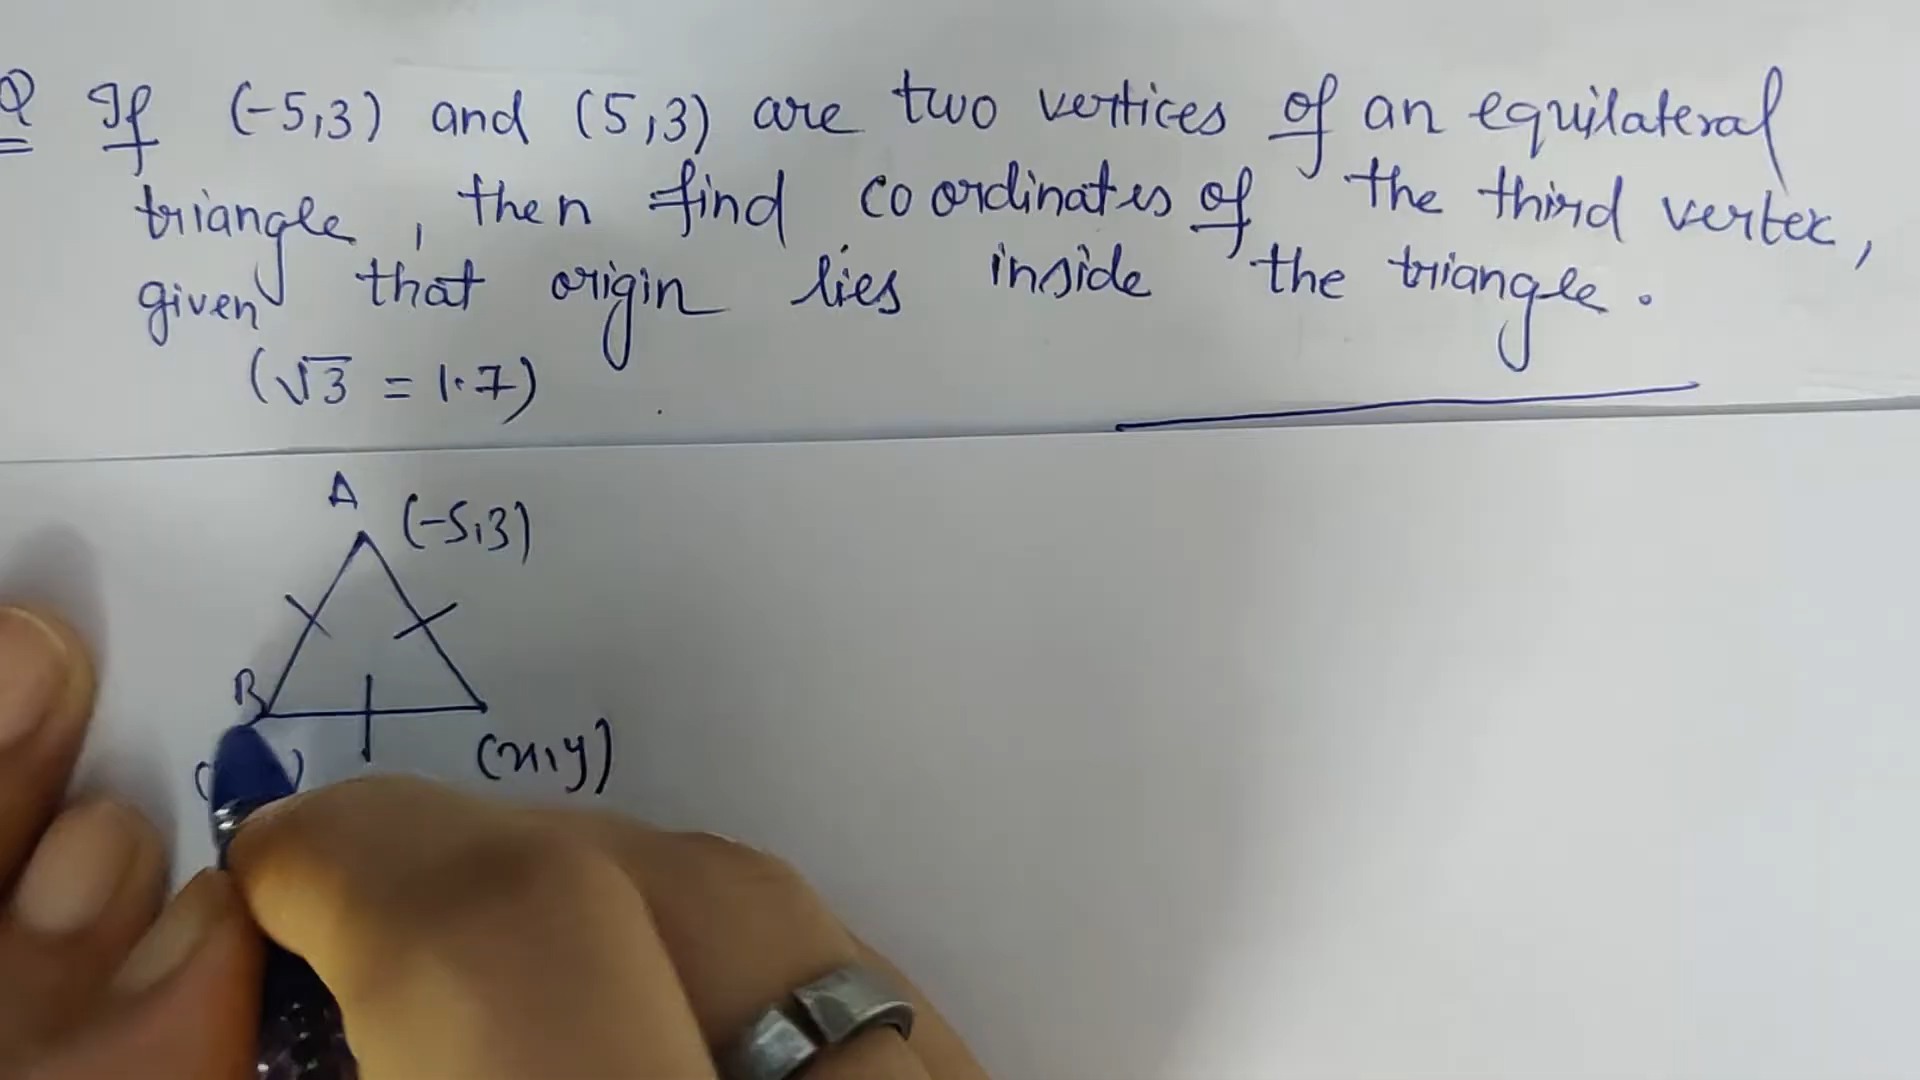 Q If (-5,3) and (5,3) are two vertices of an equilateral
triangle, then find coordinates of the third vertex,
given that origin lies inside the triangle.
(√3 = 1.7)
A (-5,3)
B
(x,y)